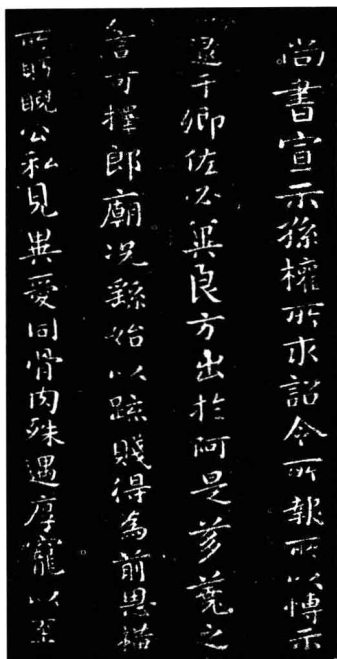 尚書宣示孫權所求詔令所報所以博示
逮于卿佐必冀良方出於阿是芻蕘之
言可擇郎廟況繇始以疏賤得為前恩橫
所眄睨公私見異愛同骨肉殊遇厚寵以至